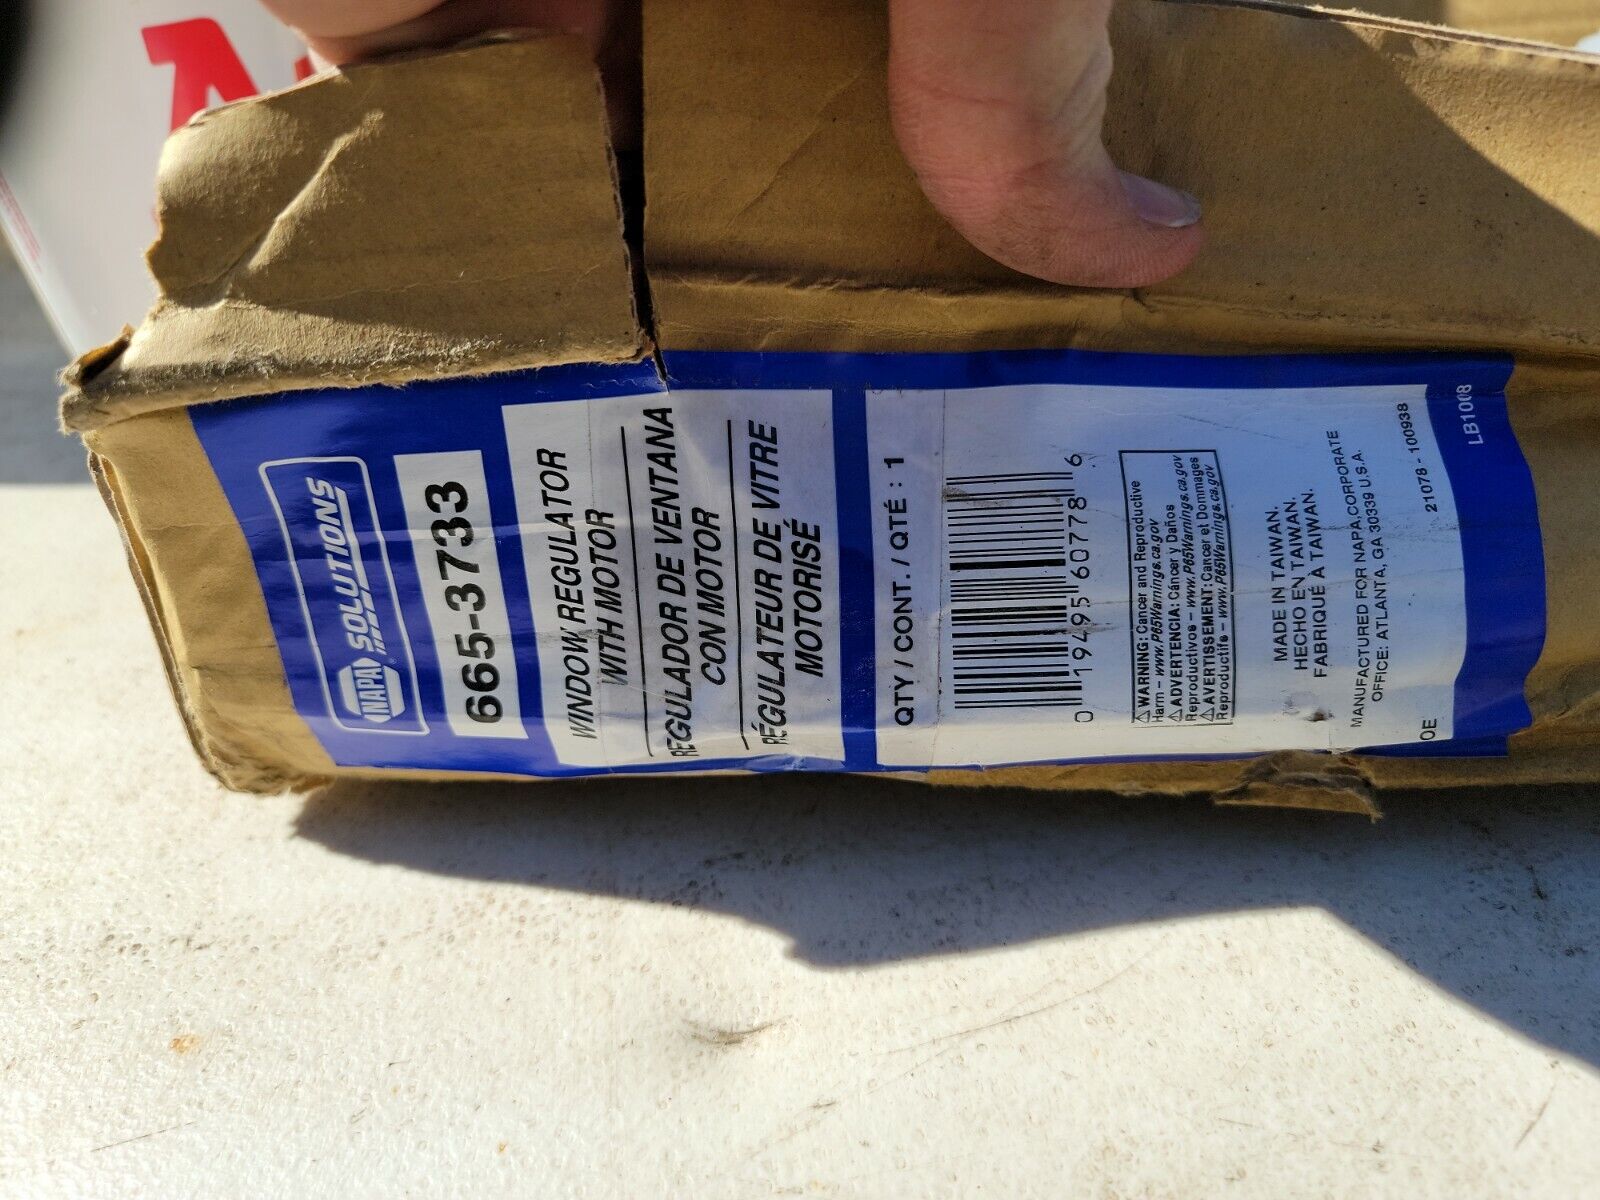 NAPA
®
SOLUTIONS
665-3733
WINDOW REGULATOR
WITH MOTOR
REGULADOR DE VENTANA
CON MOTOR
RÉGULATEUR DE VITRE
MOTORISÉ
QTY / CONT. / QTÉ : 1
0 19495 60778 6
⚠WARNING: Cancer and Reproductive
Harm - www.P65Warnings.ca.gov
⚠ADVERTENCIA: Cáncer y Daños
Reproductivos - www.P65Warnings.ca.gov
⚠AVERTISSEMENT: Cancer et Dommages
Reproductifs - www.P65Warnings.ca.gov
MADE IN TAIWAN.
HECHO EN TAIWAN.
FABRIQUÉ À TAIWAN.
MANUFACTURED FOR NAPA,CORPORATE
OFFICE: ATLANTA, GA 30339 U.S.A.
OE
21078 - 100938
LB1008